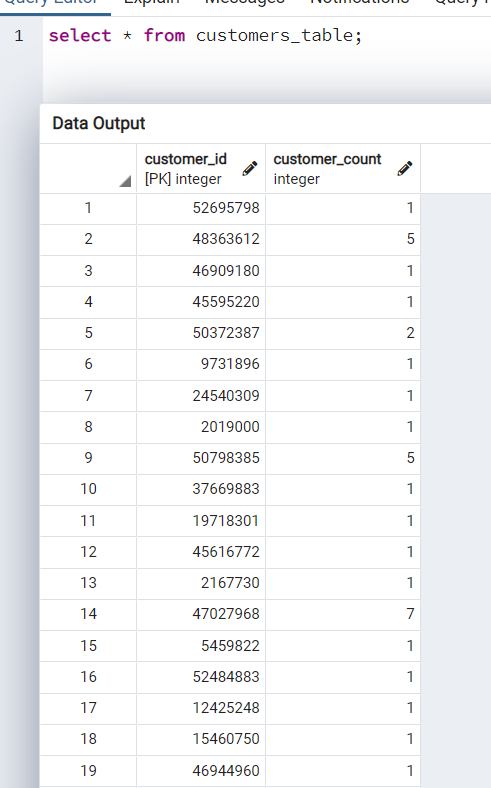 Query Editor Explain Messages Notifications Query
1 select * from customers_table;
Data Output
customer_id customer_count
[PK] integer integer
1 52695798 1
2 48363612 5
3 46909180 1
4 45595220 1
5 50372387 2
6 9731896 1
7 24540309 1
8 2019000 1
9 50798385 5
10 37669883 1
11 19718301 1
12 45616772 1
13 2167730 1
14 47027968 7
15 5459822 1
16 52484883 1
17 12425248 1
18 15460750 1
19 46944960 1